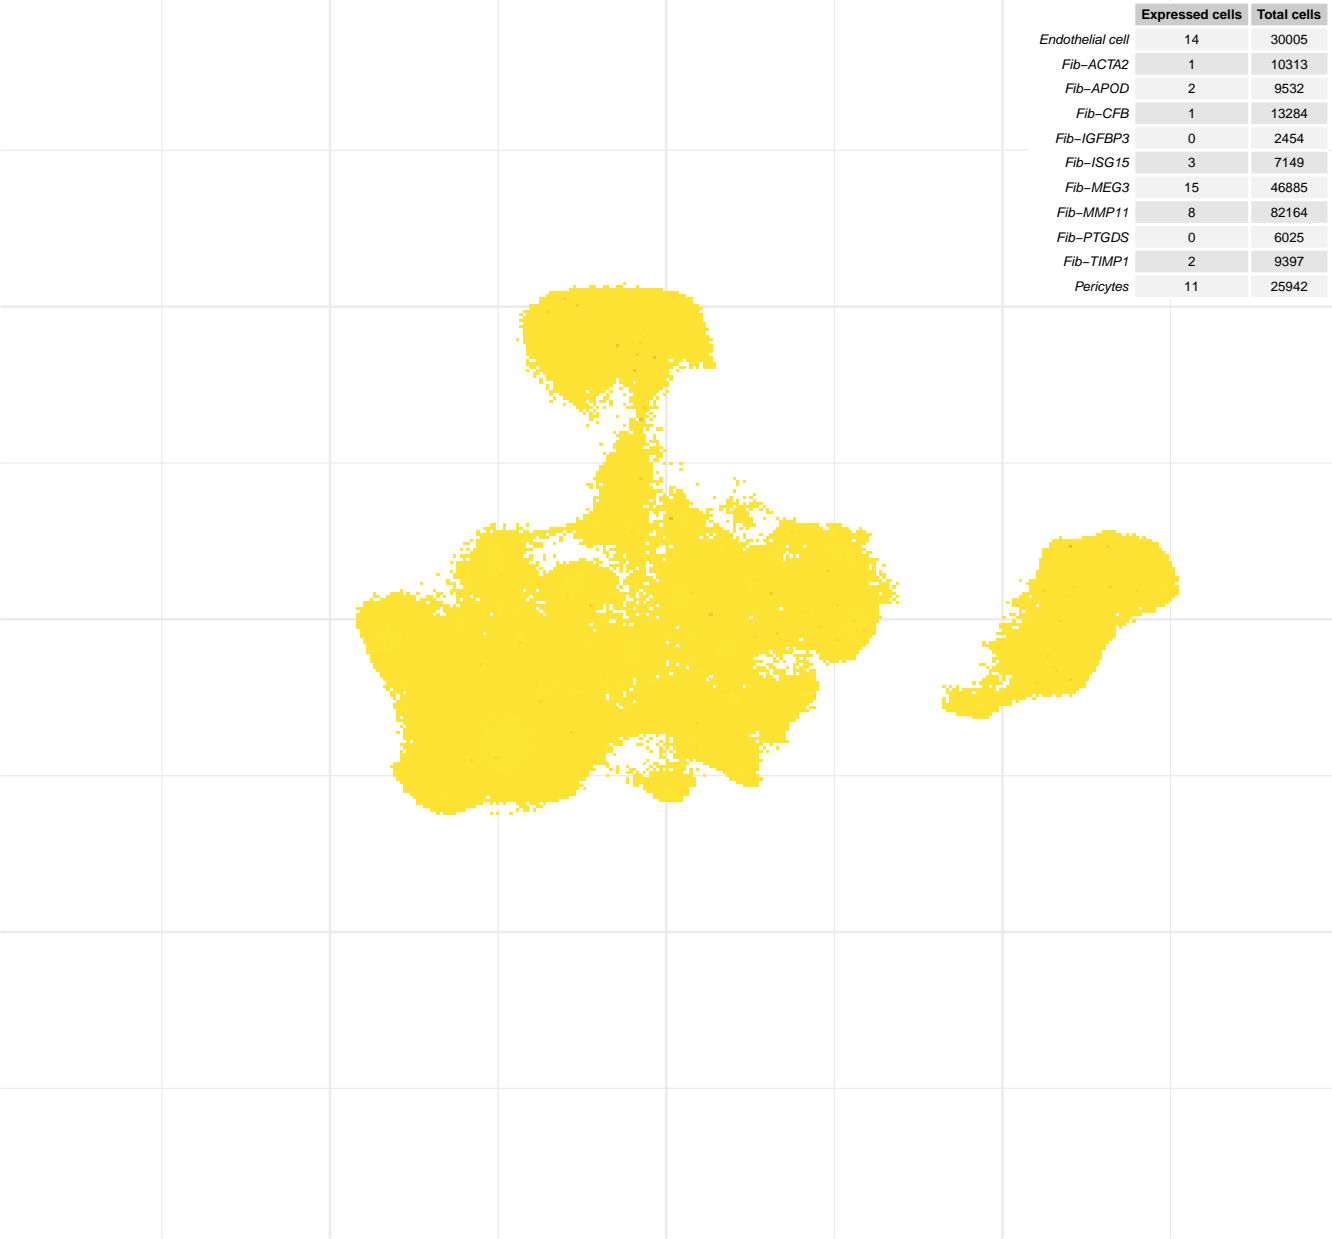 Expressed cells Total cells
Endothelial cell 14 30005
Fib−ACTA2 1 10313
Fib−APOD 2 9532
Fib−CFB 1 13284
Fib−IGFBP3 0 2454
Fib−ISG15 3 7149
Fib−MEG3 15 46885
Fib−MMP11 8 82164
Fib−PTGDS 0 6025
Fib−TIMP1 2 9397
Pericytes 11 25942